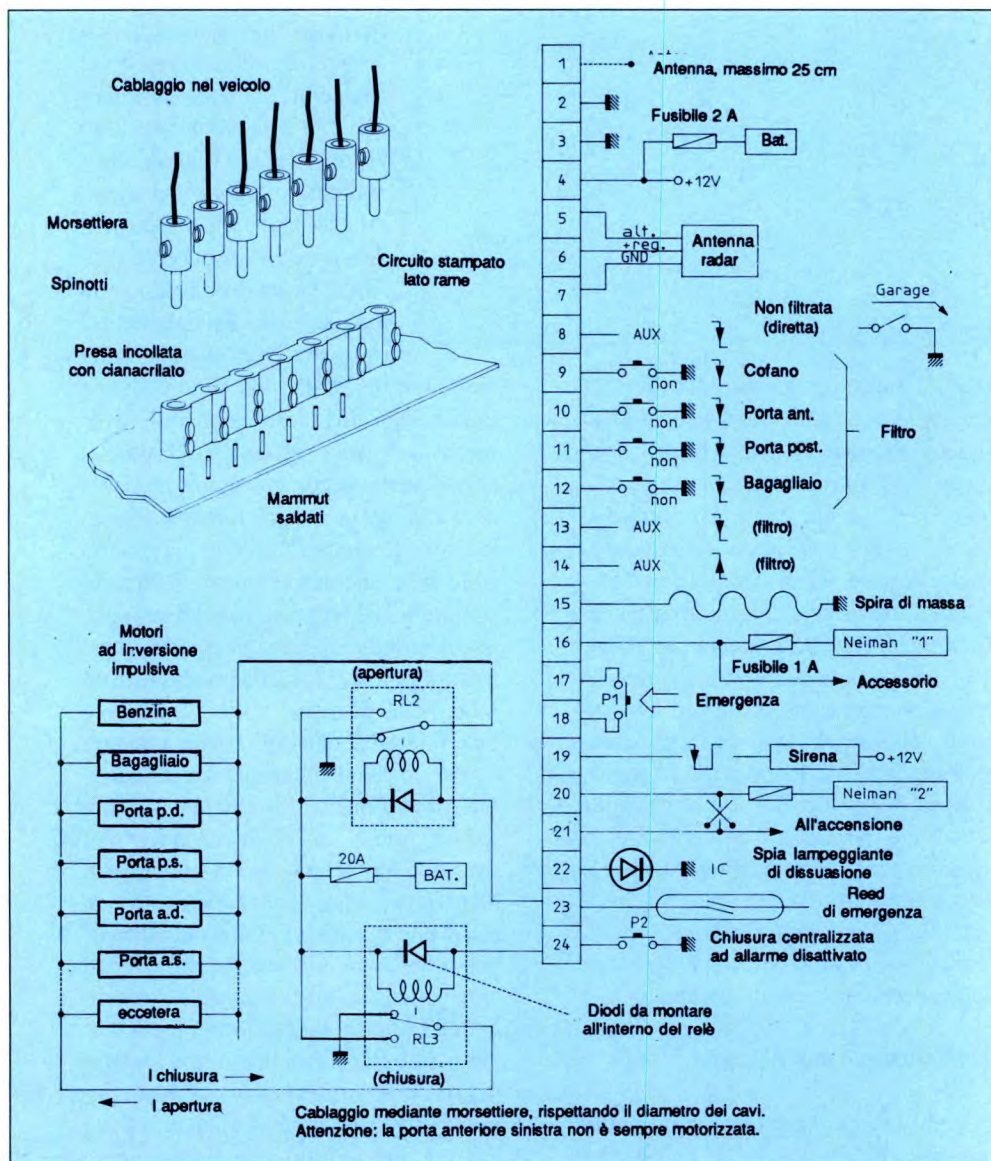 Cablaggio nel veicolo
Morsettiera
Spinotti
Circuito stampato
lato rame
Presa incollata
con cianacrilato
Mammut
saldati
1
Antenna, massimo 25 cm
2
Fusibile 2 A
3
Bat.
4
+12V
5
alt.
+reg.
6
GND
Antenna
radar
7
Garage
Non filtrata
(diretta)
8
AUX
9
non
Cofano
10
non
Porta ant.
11
non
Porta post.
Filtro
12
non
Bagagliaio
13
AUX
(filtro)
14
AUX
(filtro)
15
Spira di massa
16
Neiman "1"
Fusibile 1 A
17
Accessorio
P1
Emergenza
18
19
Sirena
+12V
20
Neiman "2"
21
All'accensione
22
IC
Spia lampeggiante
di dissuasione
23
Reed
di emergenza
24
P2
Chiusura centralizzata
ad allarme disattivato
Motori
ad inversione
impulsiva
Benzina
Bagagliaio
Porta p.d.
Porta p.s.
Porta a.d.
Porta a.s.
eccetera
(apertura)
RL2
20A
BAT.
RL3
(chiusura)
Diodi da montare
all'interno del relè
I chiusura
I apertura
Cablaggio mediante morsettiere, rispettando il diametro dei cavi.
Attenzione: la porta anteriore sinistra non è sempre motorizzata.